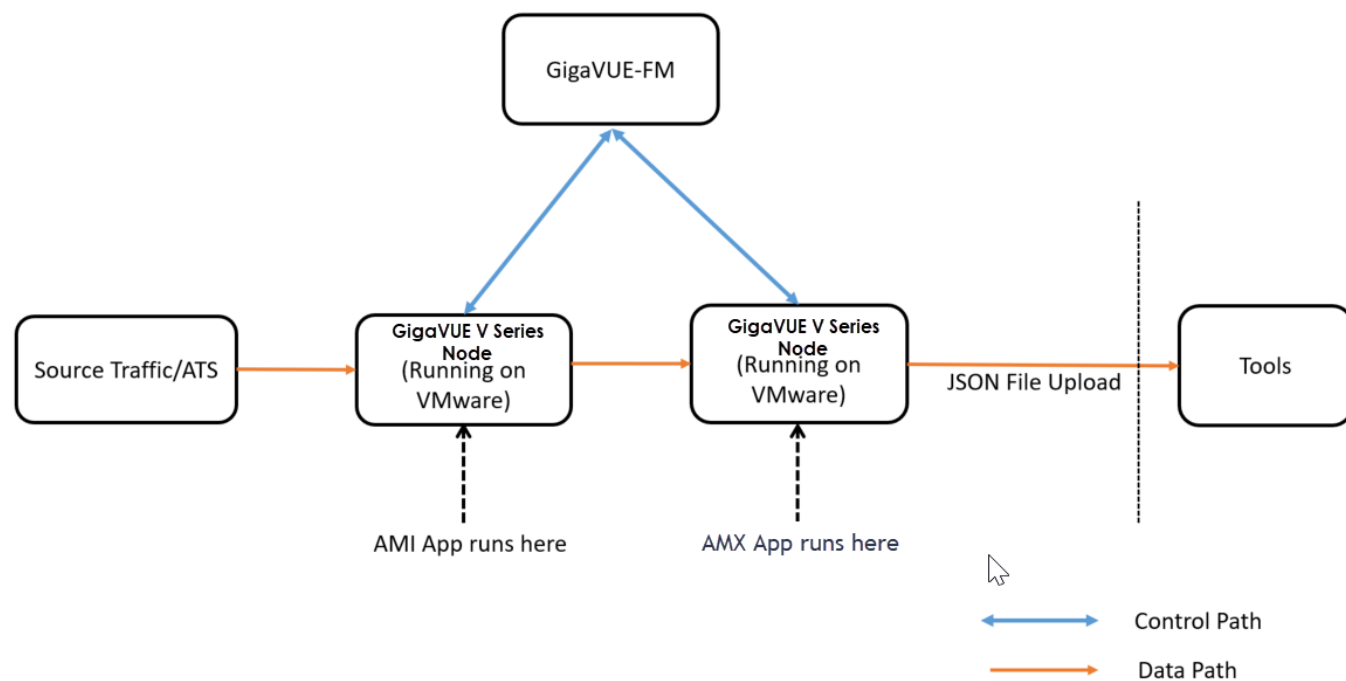 GigaVUE-FM
Source Traffic/ATS
GigaVUE V Series
Node
(Running on
VMware)
GigaVUE V Series
Node
(Running on
VMware)
JSON File Upload
Tools
AMI App runs here
AMX App runs here
Control Path
Data Path